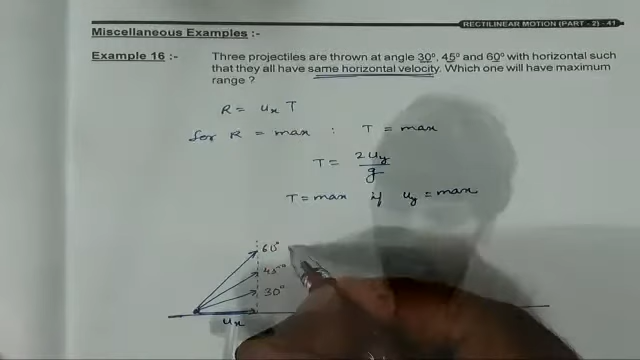 RECTILINEAR MOTION (PART - 2) - 41
Miscellaneous Examples :-
Example 16 :- Three projectiles are thrown at angle 30°, 45° and 60° with horizontal such
that they all have same horizontal velocity. Which one will have maximum
range ?
R = ux T
for R = max : T = max
T = 2uy / g
T = max if uy = max
60°
45°
30°
ux